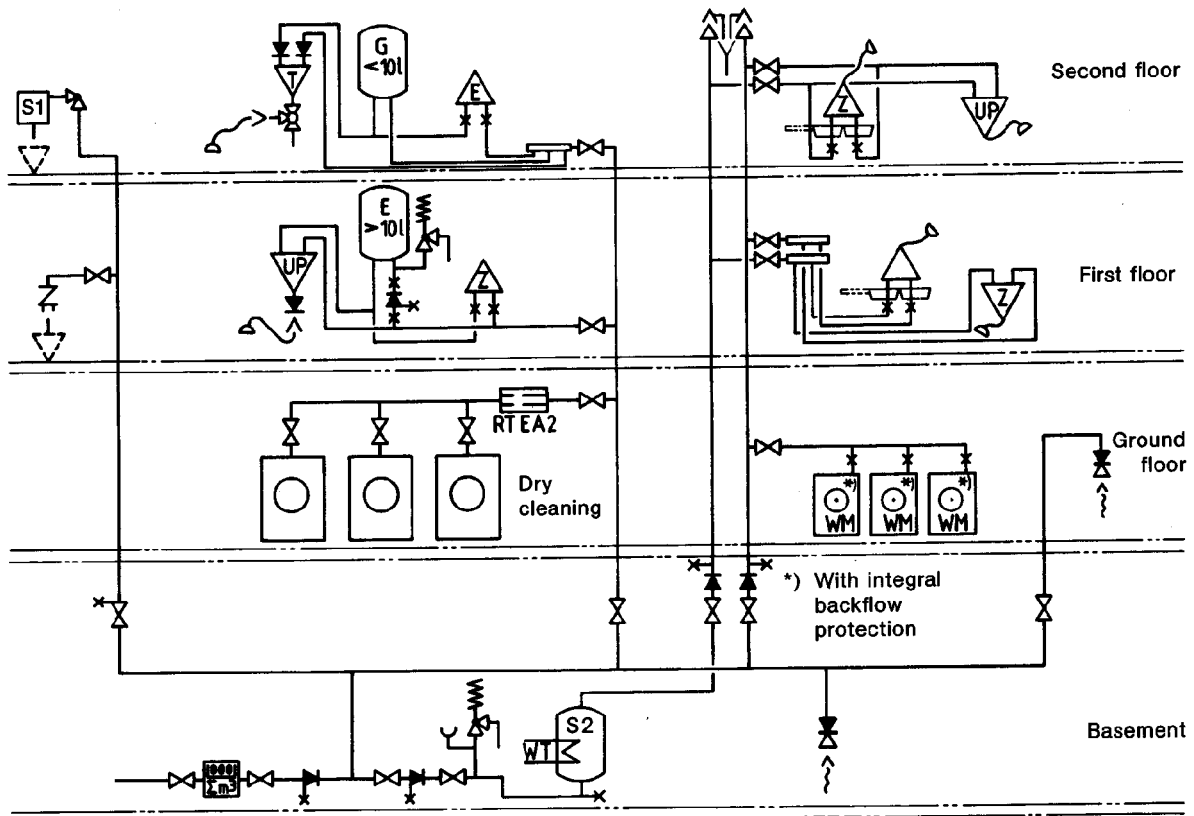 G
<10l
T
E
S1
Z
UP
Second floor
E
>10l
UP
Z
Z
First floor
RT EA2
Dry
cleaning
*)
*)
*)
WM
WM
WM
Ground
floor
*) With integral
backflow
protection
S2
WT
Σm³
Basement